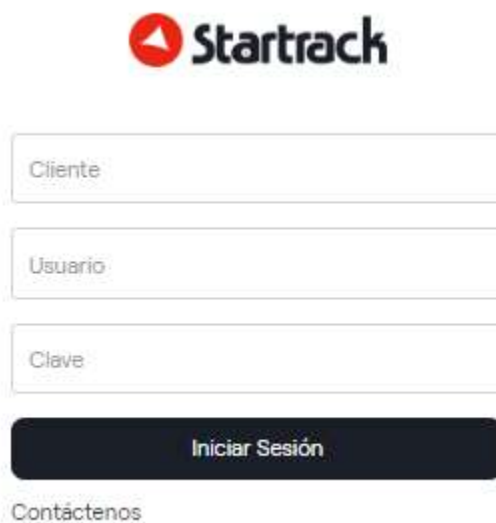 Startrack
Cliente
Usuario
Clave
Iniciar Sesión
Contáctenos